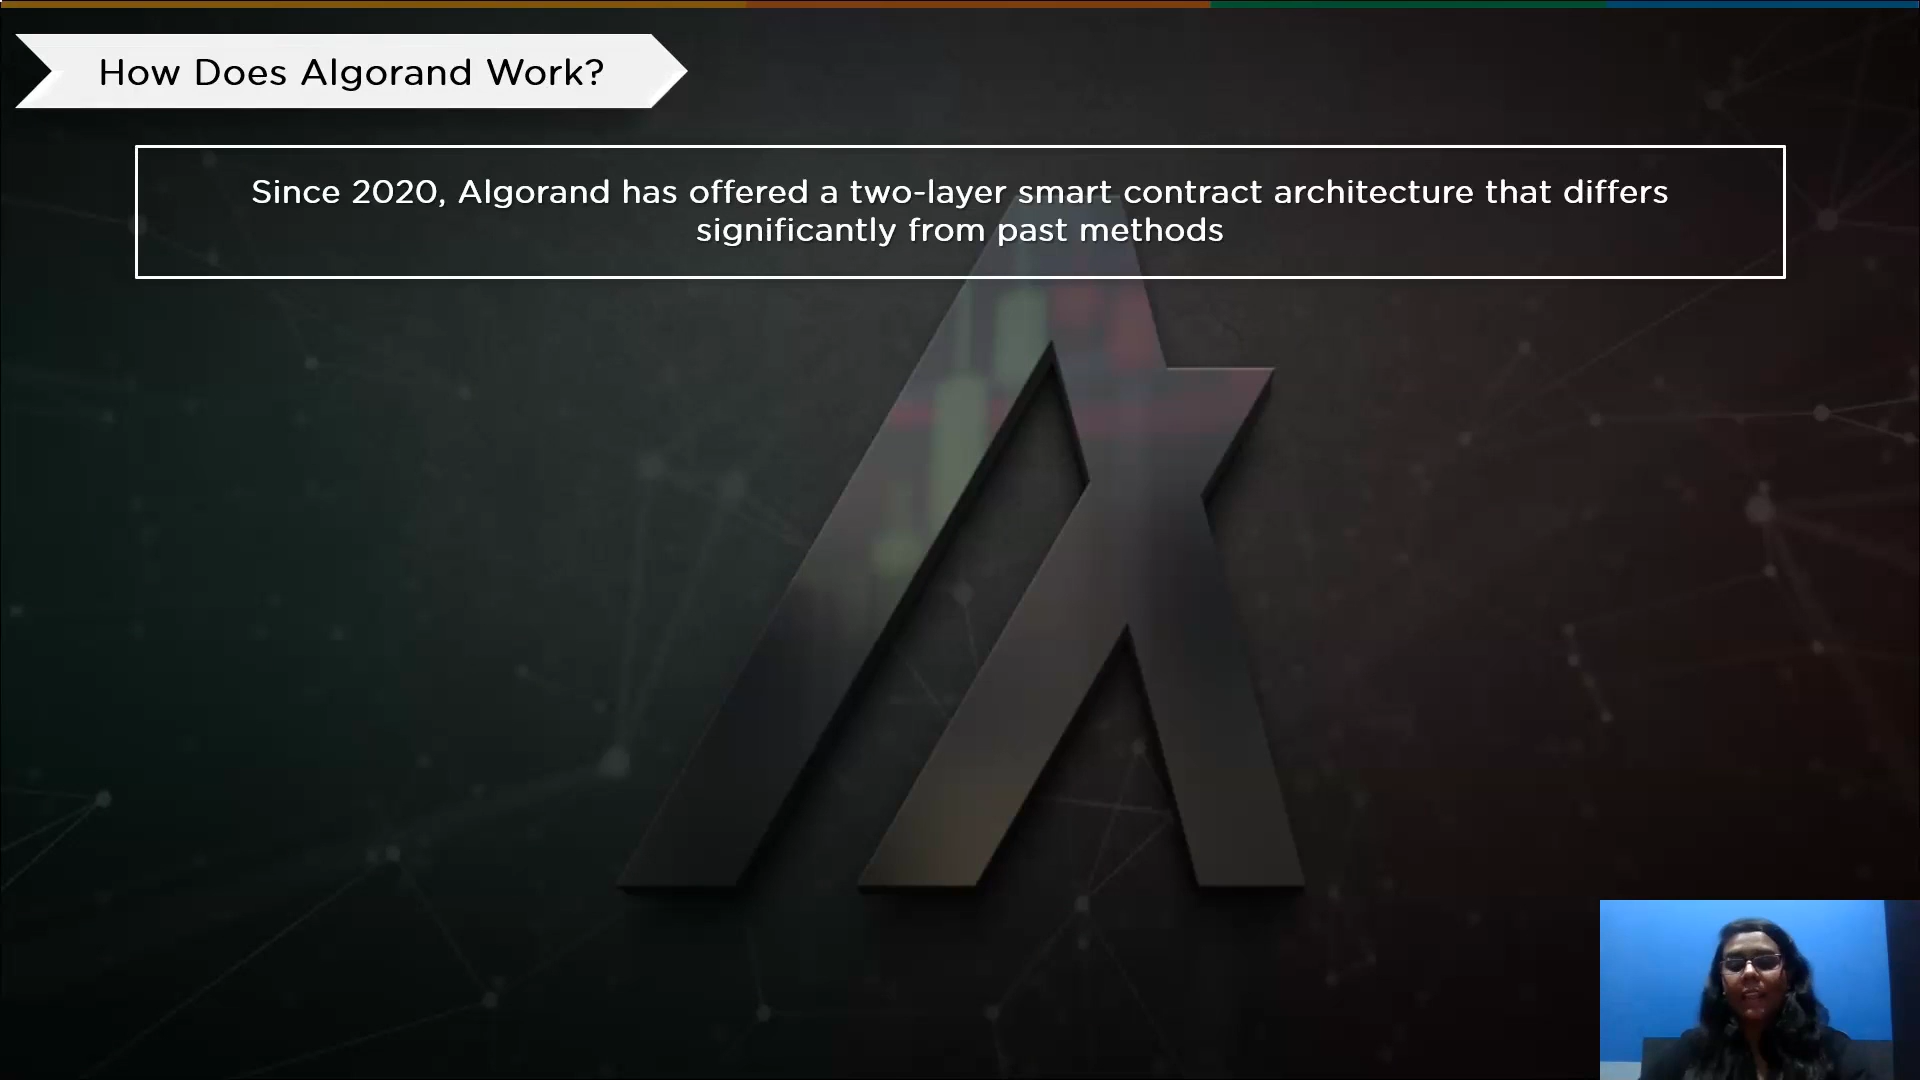 How Does Algorand Work?
Since 2020, Algorand has offered a two-layer smart contract architecture that differs
significantly from past methods